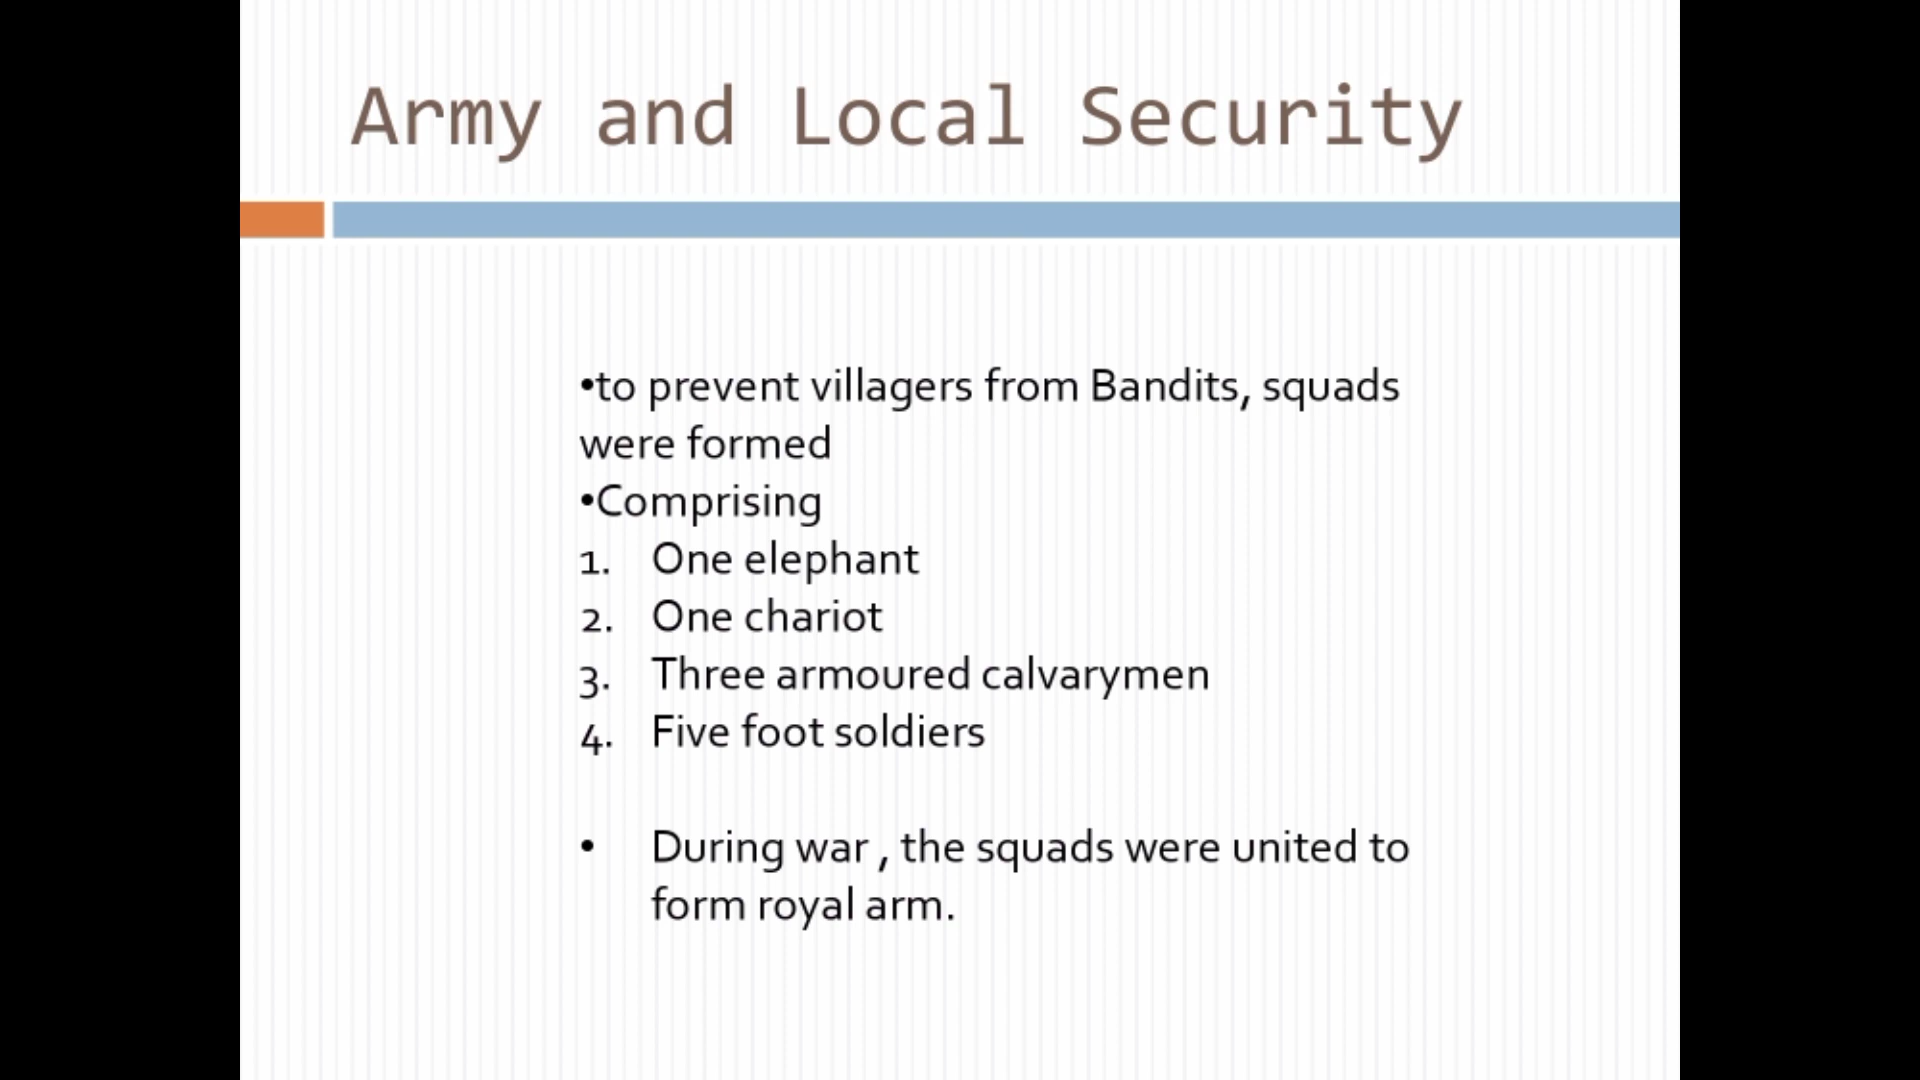 Army and Local Security
•to prevent villagers from Bandits, squads
were formed
•Comprising
1. One elephant
2. One chariot
3. Three armoured calvarymen
4. Five foot soldiers
• During war , the squads were united to
form royal arm.